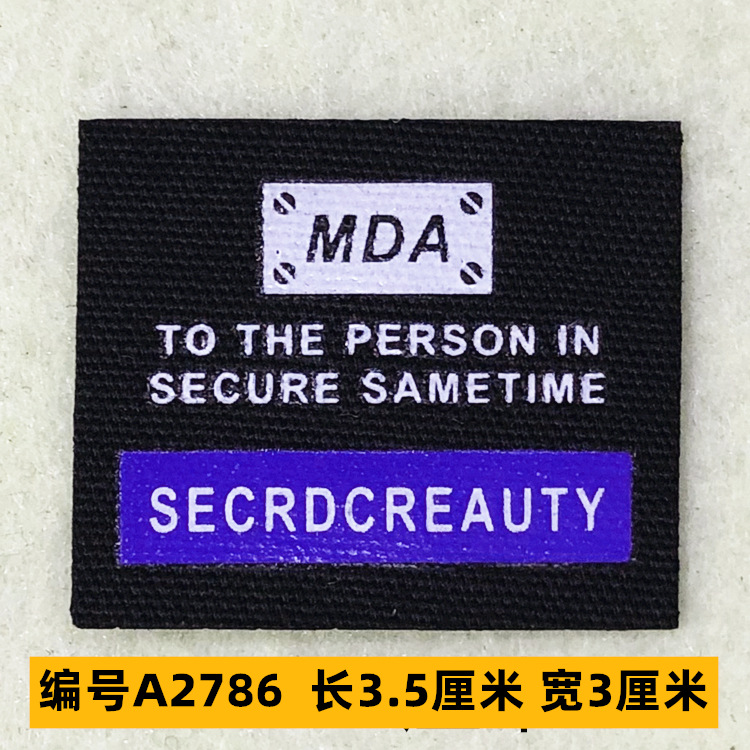 MDA
TO THE PERSON IN
SECURE SAMETIME
SECRDCREAUTY
编号A2786 长3.5厘米 宽3厘米